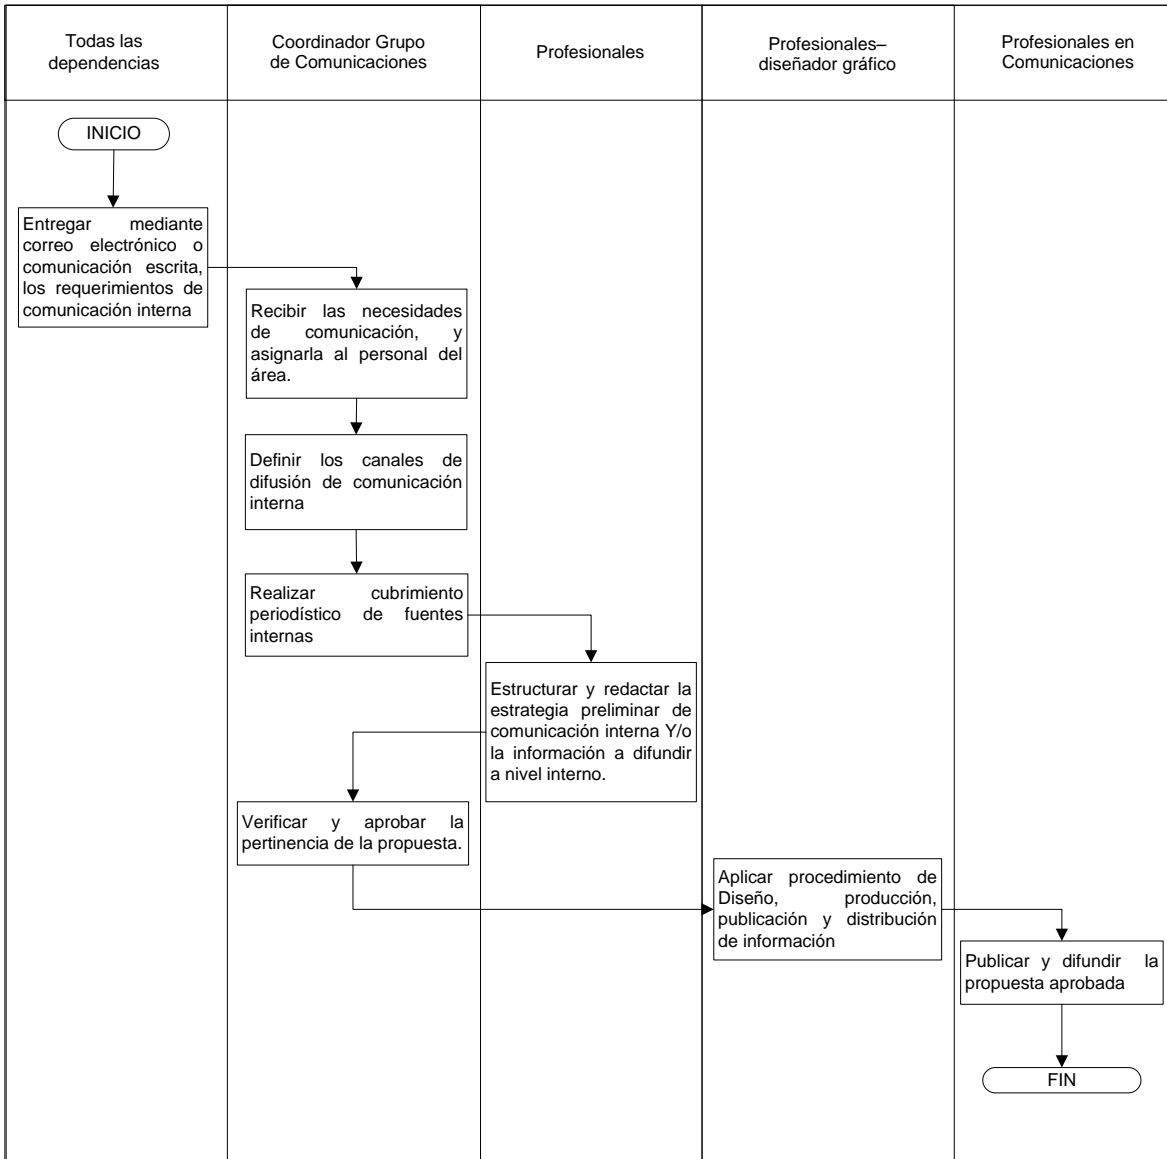 Todas las
dependencias
Coordinador Grupo
de Comunicaciones
Profesionales
Profesionales–
diseñador gráfico
Profesionales en
Comunicaciones
INICIO
Entregar mediante
correo electrónico o
comunicación escrita,
los requerimientos de
comunicación interna
Recibir las necesidades
de comunicación, y
asignarla al personal del
área.
Definir los canales de
difusión de comunicación
interna
Realizar cubrimiento
periodístico de fuentes
internas
Estructurar y redactar la
estrategia preliminar de
comunicación interna Y/o
la información a difundir
a nivel interno.
Verificar y aprobar la
pertinencia de la propuesta.
Aplicar procedimiento de
Diseño, producción,
publicación y distribución
de información
Publicar y difundir la
propuesta aprobada
FIN